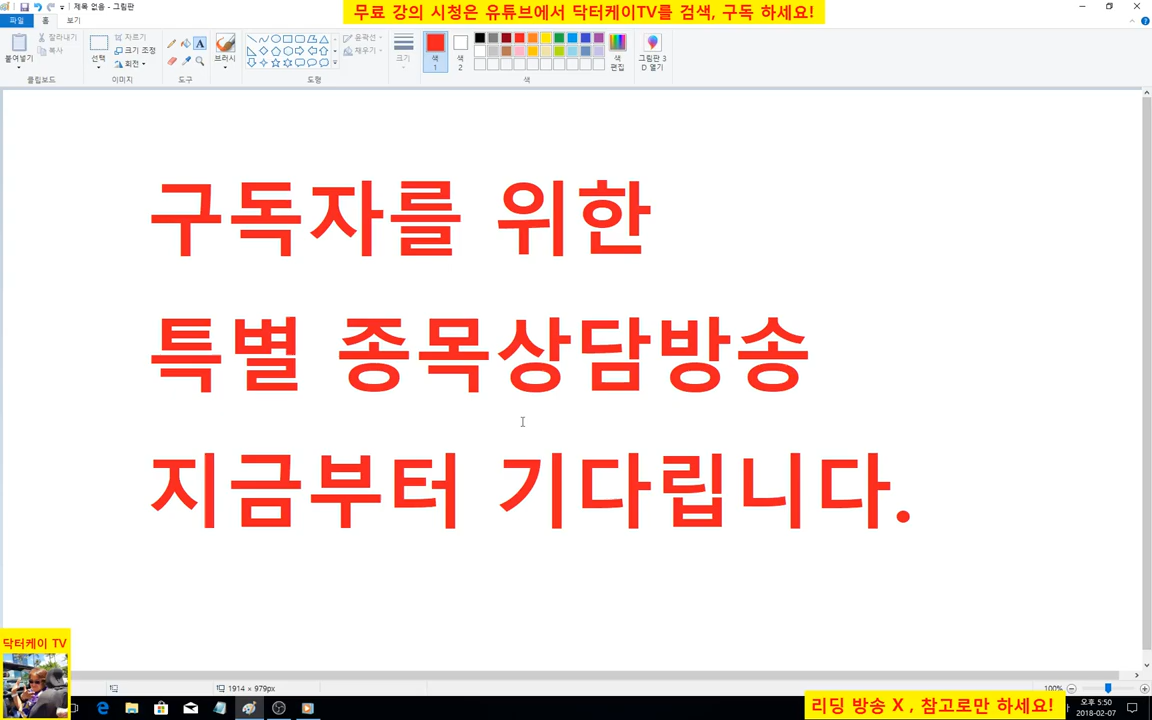 제목 없음 - 그림판
무료 강의 시청은 유튜브에서 닥터케이TV를 검색, 구독 하세요!
파일 홈 보기
붙여넣기
잘라내기
복사
클립보드
선택
자르기
크기 조정
회전
이미지
A
도구
브러시
윤곽선
채우기
도형
크기
색 1
색 2
색 편집
그림판 3D 열기
색
구독자를 위한
특별 종목상담방송
지금부터 기다립니다.
닥터케이 TV
1914 × 979px
100%
리딩 방송 X , 참고로만 하세요!
오후 5:50
2018-02-07